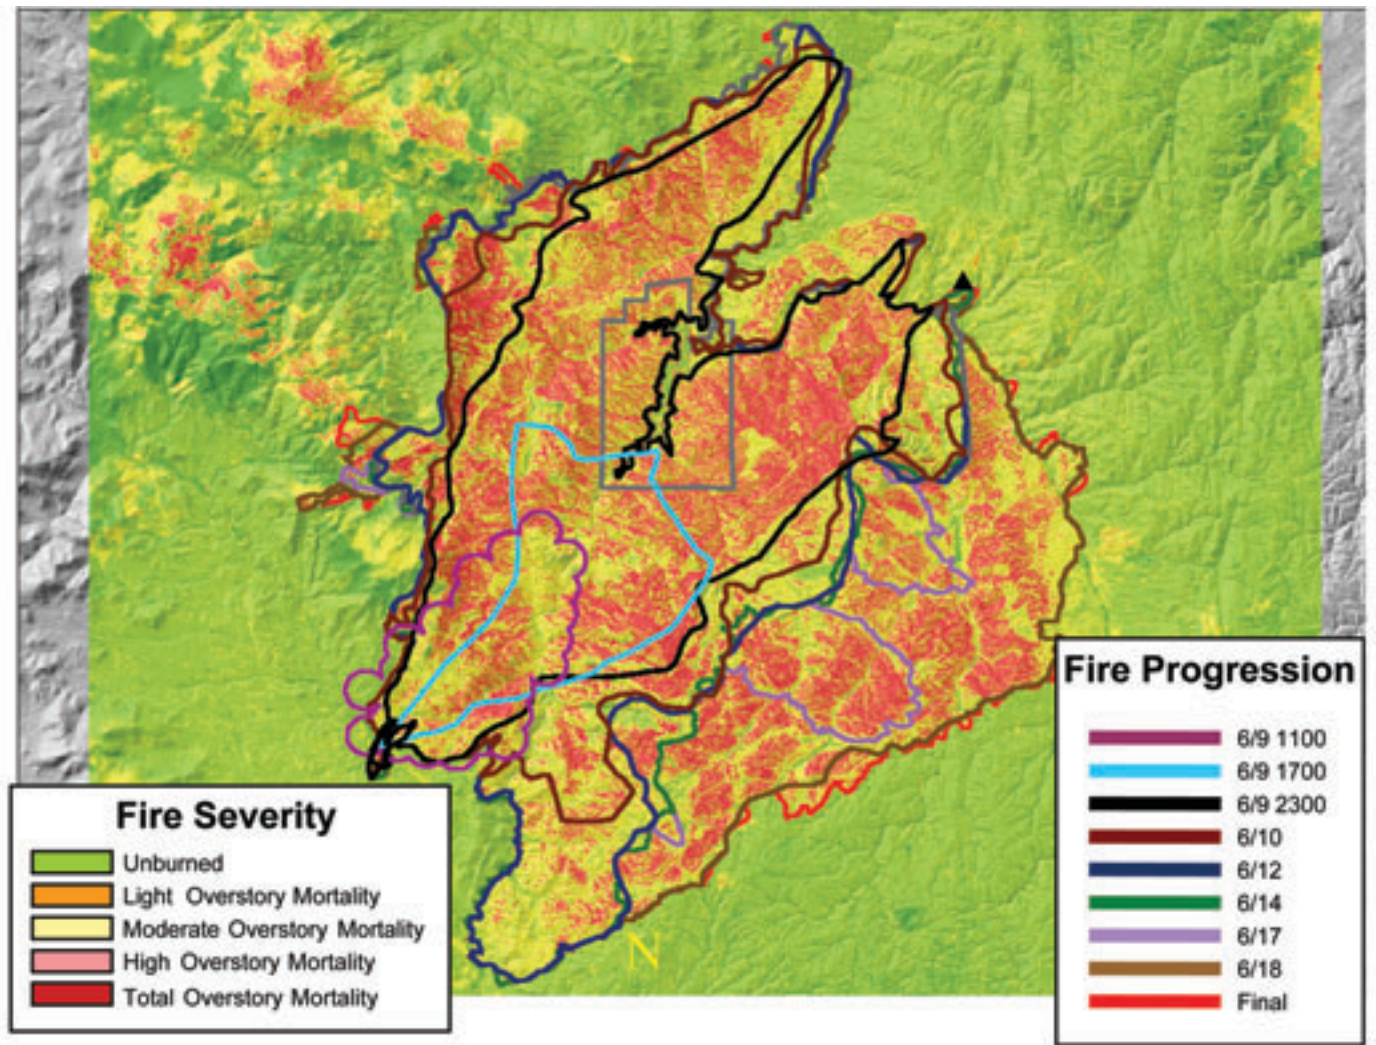 N
Fire Severity
Unburned
Light Overstory Mortality
Moderate Overstory Mortality
High Overstory Mortality
Total Overstory Mortality
Fire Progression
6/9 1100
6/9 1700
6/9 2300
6/10
6/12
6/14
6/17
6/18
Final